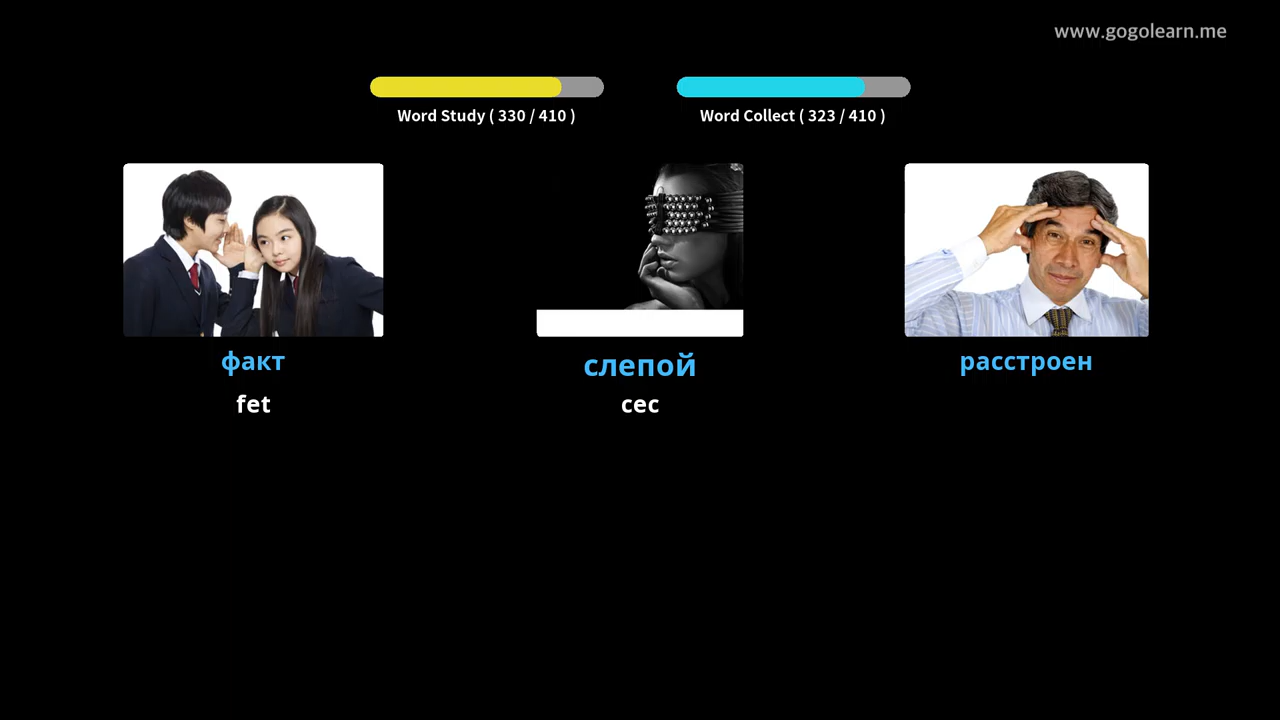 www.gogolearn.me
Word Study ( 330 / 410 )
Word Collect ( 323 / 410 )
факт
слепой
расстроен
fet
cec